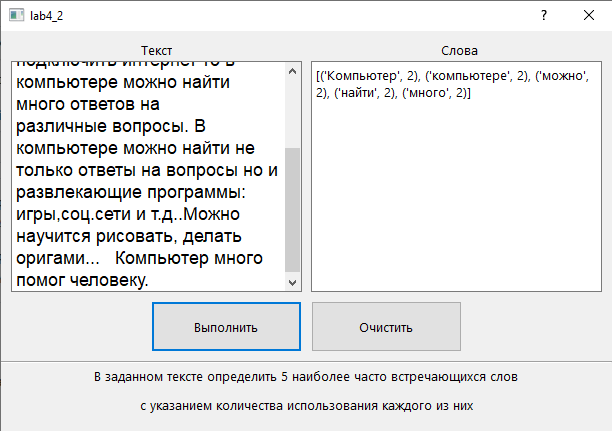 lab4_2
Текст
Слова
подключить интернет то в
компьютере можно найти
много ответов на
различные вопросы. В
компьютере можно найти не
только ответы на вопросы но и
развлекающие программы:
игры,соц.сети и т.д..Можно
научится рисовать, делать
оригами... Компьютер много
помог человеку.
[('Компьютер', 2), ('компьютере', 2), ('можно',
2), ('найти', 2), ('много', 2)]
Выполнить
Очистить
В заданном тексте определить 5 наиболее часто встречающихся слов
с указанием количества использования каждого из них